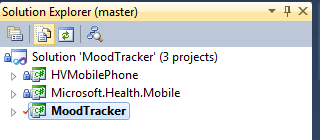 Solution Explorer (master)
Solution 'MoodTracker' (3 projects)
HVMobilePhone
Microsoft.Health.Mobile
MoodTracker